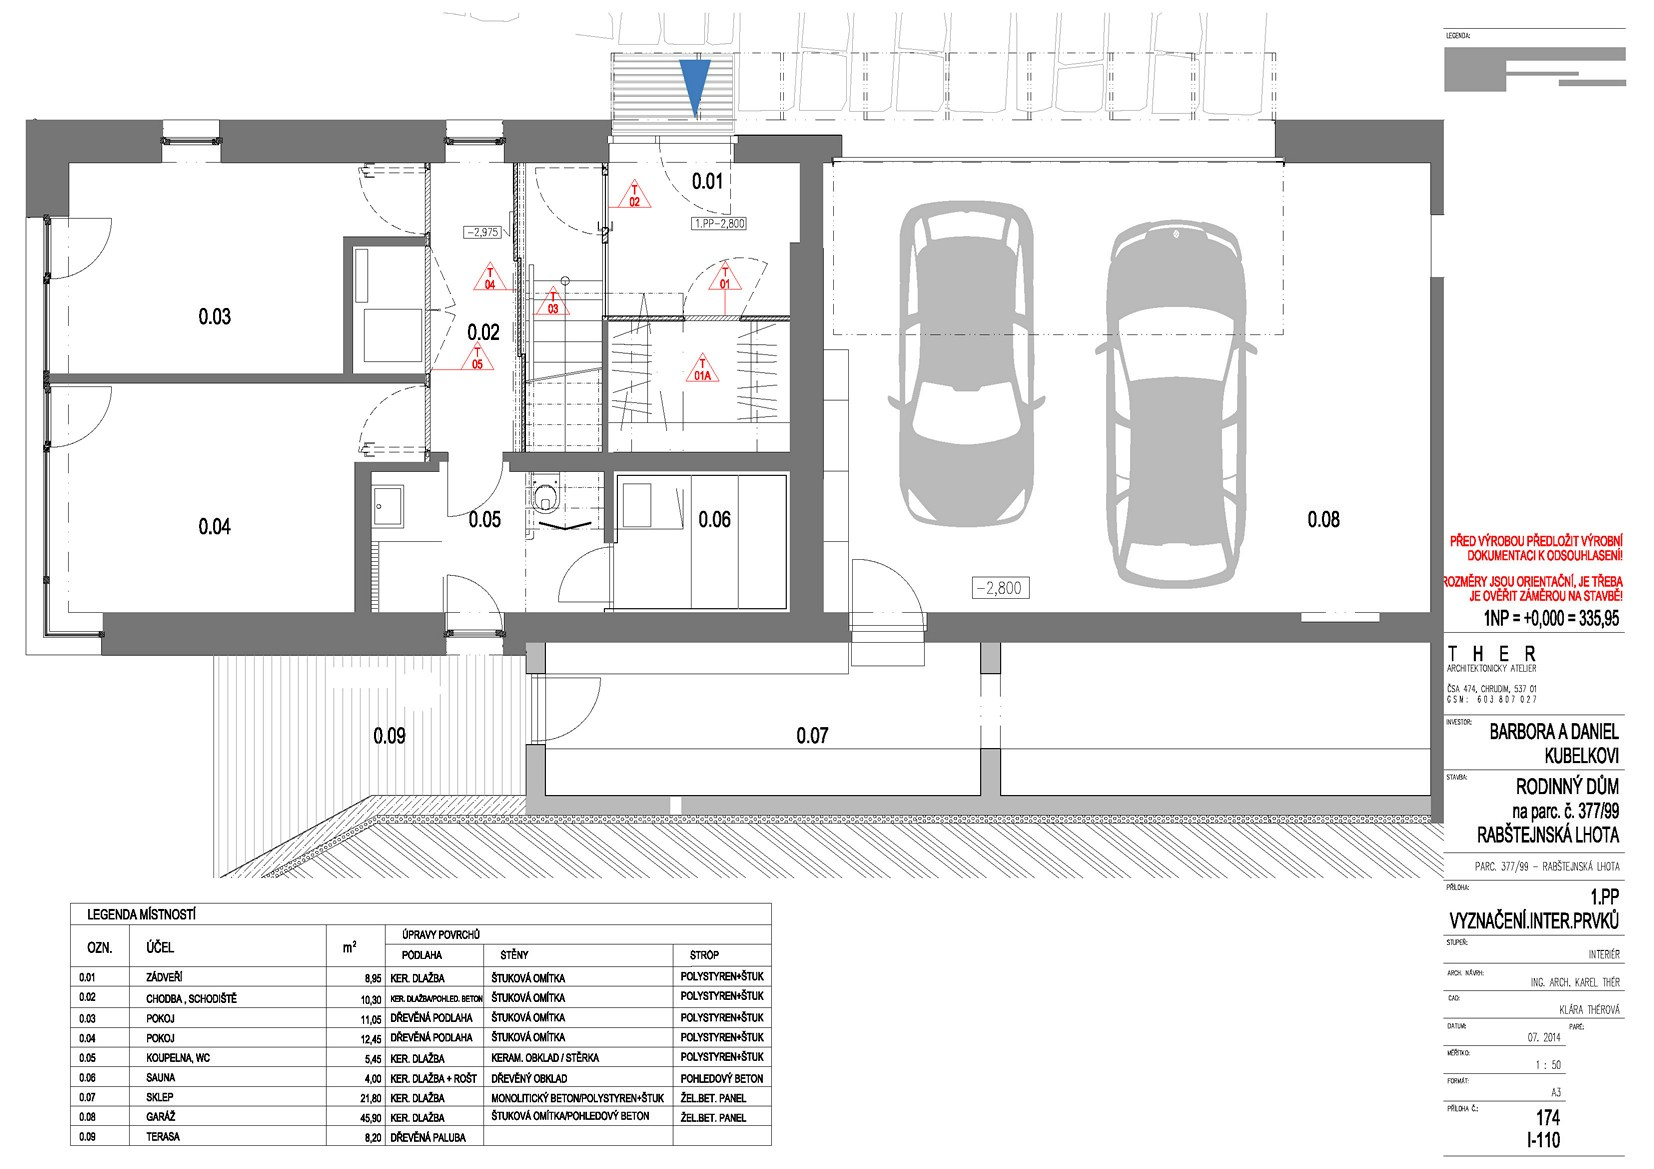 LEGENDA:
0.01
T
02
1.PP-2,800
-2,975
T
04
T
01
T
03
0.03
0.02
T
05
T
01A
0.04
0.05
0.06
0.08
-2,800
0.09
0.07
PŘED VÝROBOU PŘEDLOŽIT VÝROBNÍ
DOKUMENTACI K ODSOUHLASENÍ!
ROZMĚRY JSOU ORIENTAČNÍ, JE TŘEBA
JE OVĚŘIT ZÁMĚROU NA STAVBĚ!
1NP = +0,000 = 335,95
THER
ARCHITEKTONICKÝ ATELIER
ČSA 474, CHRUDIM, 537 01
GSM: 603 807 027
INVESTOR:
BARBORA A DANIEL
KUBELKOVI
STAVBA:
RODINNÝ DŮM
na parc. č. 377/99
RABŠTEJNSKÁ LHOTA
PARC. 377/99 - RABŠTEJNSKÁ LHOTA
PŘÍLOHA:
1.PP
VYZNAČENÍ.INTER.PRVKŮ
STUPEŇ:
INTERIÉR
ARCH. NÁVRH:
ING. ARCH. KAREL THÉR
CAD:
KLÁRA THÉROVÁ
DATUM: PARÉ:
07. 2014
MĚŘÍTKO:
1 : 50
FORMÁT:
A3
PŘÍLOHA Č.:
174
I-110
LEGENDA MÍSTNOSTÍ
OZN. ÚČEL m² ÚPRAVY POVRCHŮ
PODLAHA STĚNY STROP
0.01 ZÁDVEŘÍ 8,95 KER. DLAŽBA ŠTUKOVÁ OMÍTKA POLYSTYREN+ŠTUK
0.02 CHODBA , SCHODIŠTĚ 10,30 KER. DLAŽBA/POHLED. BETON ŠTUKOVÁ OMÍTKA POLYSTYREN+ŠTUK
0.03 POKOJ 11,05 DŘEVĚNÁ PODLAHA ŠTUKOVÁ OMÍTKA POLYSTYREN+ŠTUK
0.04 POKOJ 12,45 DŘEVĚNÁ PODLAHA ŠTUKOVÁ OMÍTKA POLYSTYREN+ŠTUK
0.05 KOUPELNA, WC 5,45 KER. DLAŽBA KERAM. OBKLAD / STĚRKA POLYSTYREN+ŠTUK
0.06 SAUNA 4,00 KER. DLAŽBA + ROŠT DŘEVĚNÝ OBKLAD POHLEDOVÝ BETON
0.07 SKLEP 21,80 KER. DLAŽBA MONOLITICKÝ BETON/POLYSTYREN+ŠTUK ŽEL.BET. PANEL
0.08 GARÁŽ 45,90 KER. DLAŽBA ŠTUKOVÁ OMÍTKA/POHLEDOVÝ BETON ŽEL.BET. PANEL
0.09 TERASA 8,20 DŘEVĚNÁ PALUBA